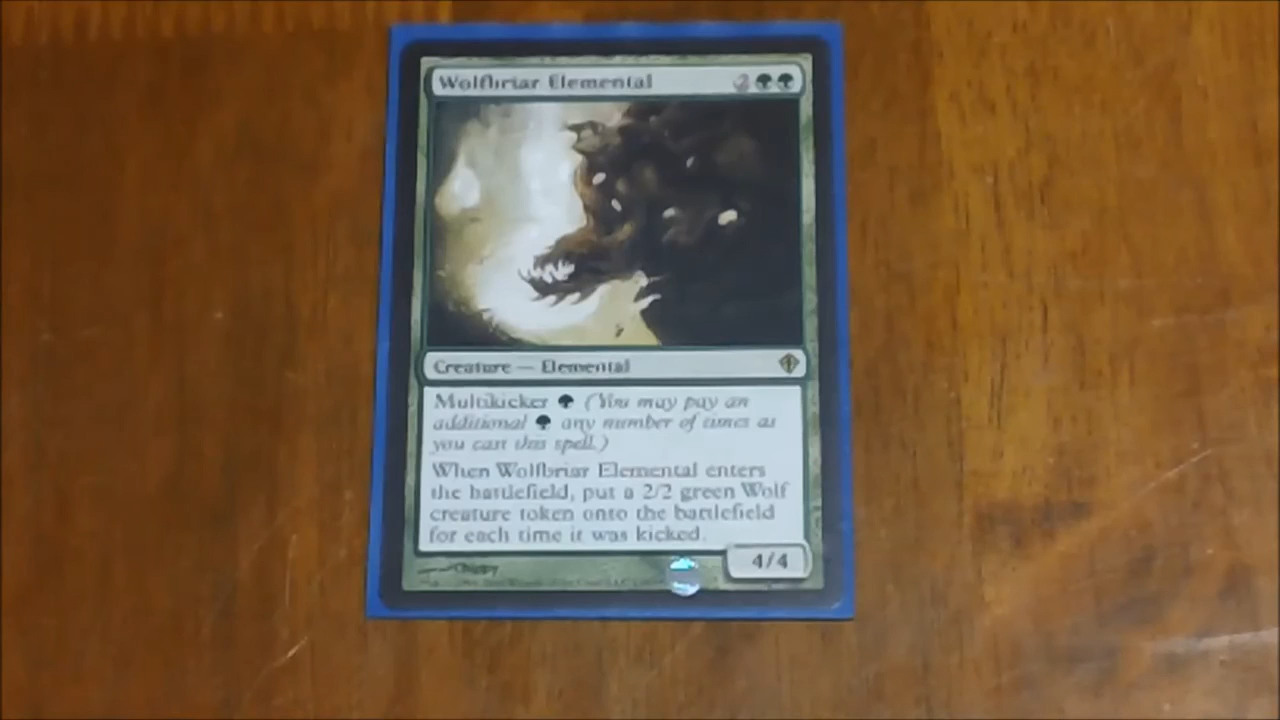 Wolfbriar Elemental 2
Creature — Elemental
Multikicker (You may pay an
additional any number of times as
you cast this spell.)
When Wolfbriar Elemental enters
the battlefield, put a 2/2 green Wolf
creature token onto the battlefield
for each time it was kicked.
4/4
Chippy